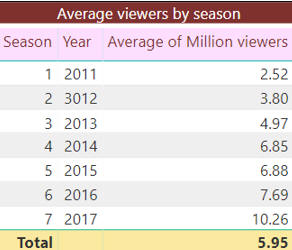 Average viewers by season
Season Year Average of Million viewers
1 2011 2.52
2 3012 3.80
3 2013 4.97
4 2014 6.85
5 2015 6.88
6 2016 7.69
7 2017 10.26
Total 5.95